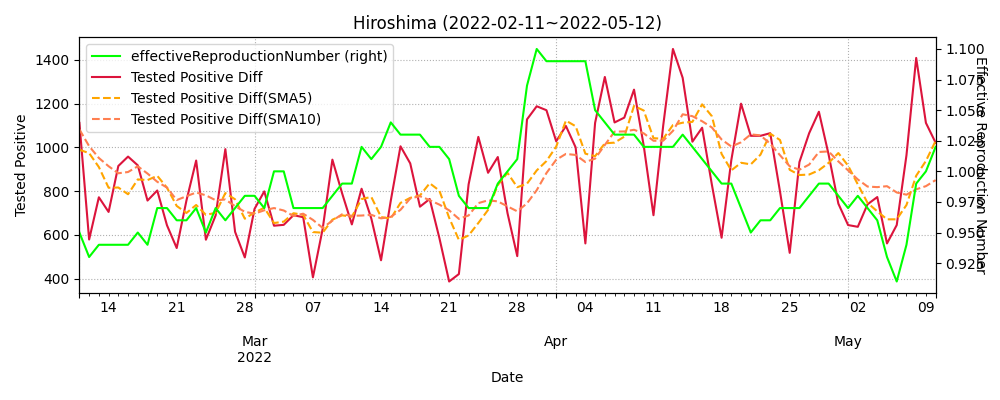 Hiroshima (2022-02-11~2022-05-12)
effectiveReproductionNumber (right)
Tested Positive Diff
Tested Positive Diff(SMA5)
Tested Positive Diff(SMA10)
Tested Positive
1400
1200
1000
800
600
400
1.100
1.075
1.050
1.025
1.000
0.975
0.950
0.925
Effective Reproduction Number
14 21 28 07 14 21 28 04 11 18 25 02 09
Mar Apr May
2022
Date